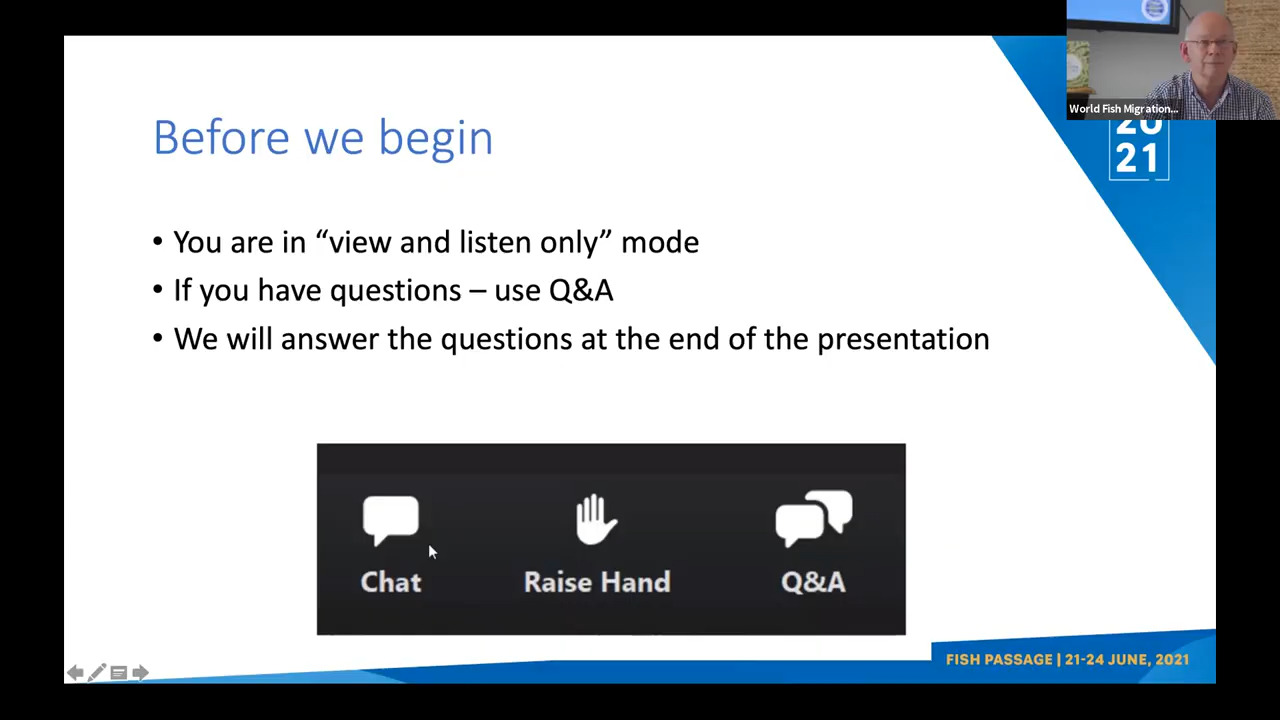 World Fish Migration...
20
21
Before we begin
• You are in “view and listen only” mode
• If you have questions – use Q&A
• We will answer the questions at the end of the presentation
Chat
Raise Hand
Q&A
FISH PASSAGE | 21-24 JUNE, 2021